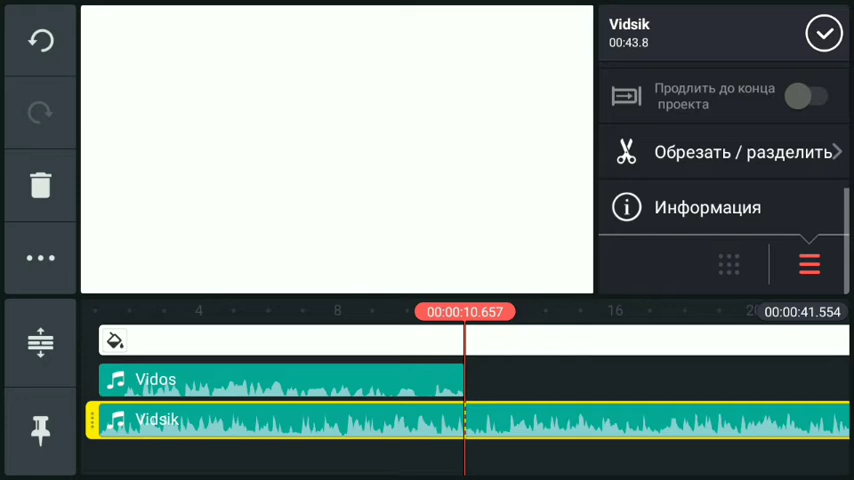 Vidsik
00:43.8
Продлить до конца
проекта
Обрезать / разделить
Информация
4
8
00:00:10.657
16
20
00:00:41.554
Vidos
Vidsik